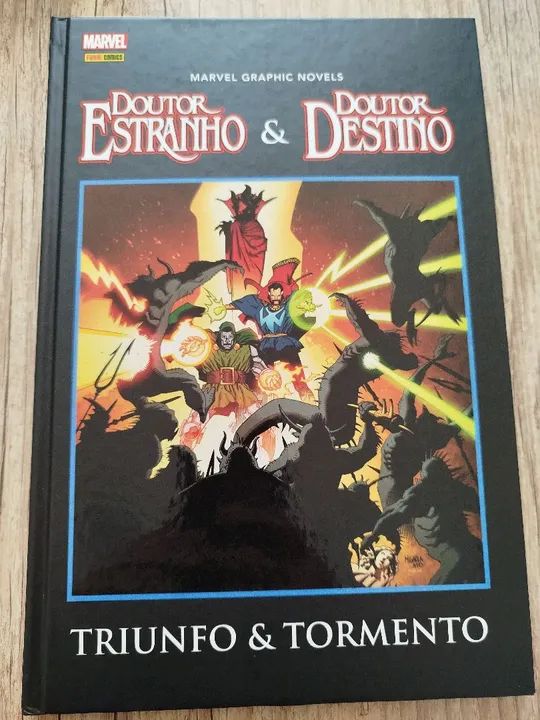 MARVEL
PANINI COMICS
MARVEL GRAPHIC NOVELS
DOUTOR ESTRANHO & DOUTOR DESTINO
TRIUNFO & TORMENTO